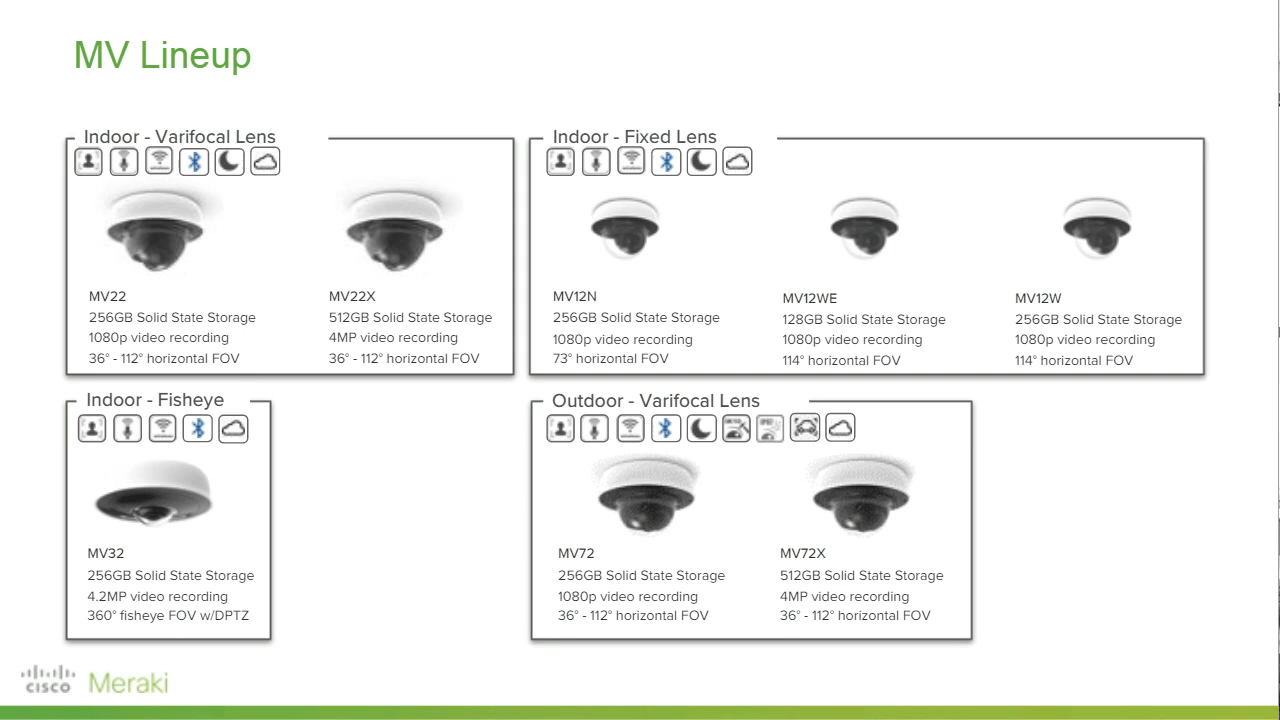 MV Lineup
Indoor - Varifocal Lens
MV22
256GB Solid State Storage
1080p video recording
36° - 112° horizontal FOV
MV22X
512GB Solid State Storage
4MP video recording
36° - 112° horizontal FOV
Indoor - Fixed Lens
MV12N
256GB Solid State Storage
1080p video recording
73° horizontal FOV
MV12WE
128GB Solid State Storage
1080p video recording
114° horizontal FOV
MV12W
256GB Solid State Storage
1080p video recording
114° horizontal FOV
Indoor - Fisheye
MV32
256GB Solid State Storage
4.2MP video recording
360° fisheye FOV w/DPTZ
Outdoor - Varifocal Lens
MV72
256GB Solid State Storage
1080p video recording
36° - 112° horizontal FOV
MV72X
512GB Solid State Storage
4MP video recording
36° - 112° horizontal FOV
CISCO Meraki